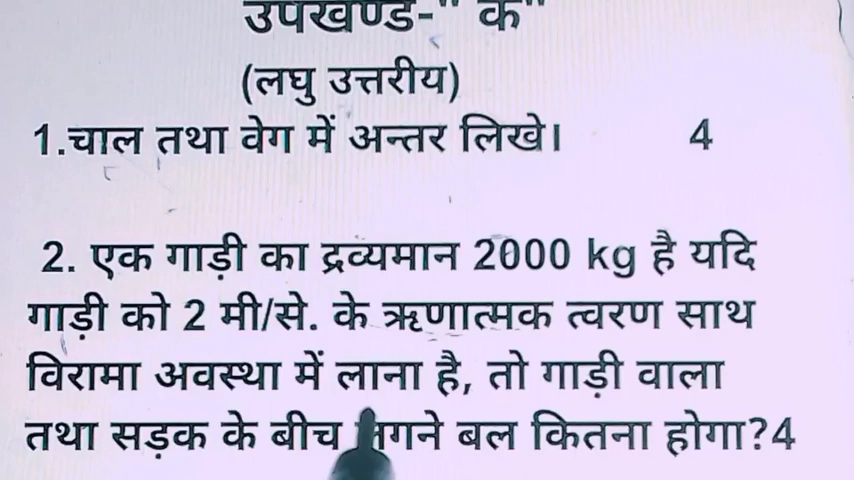 उपखण्ड-" क"
(लघु उत्तरीय)
1.चाल तथा वेग में अन्तर लिखे। 4
2. एक गाड़ी का द्रव्यमान 2000 kg है यदि
गाड़ी को 2 मी/से. के ऋणात्मक त्वरण साथ
विरामा अवस्था में लाना है, तो गाड़ी वाला
तथा सड़क के बीच लगने बल कितना होगा?4